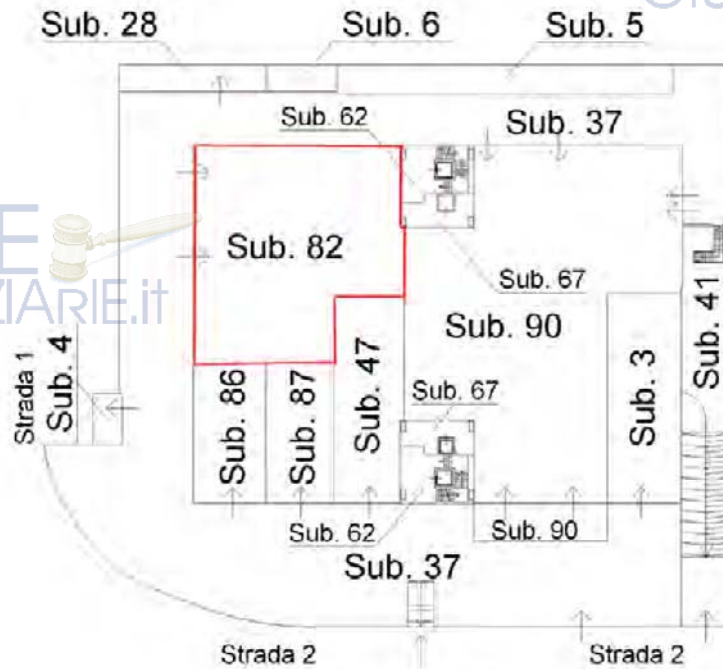 Sub. 28
Sub. 6
Sub. 5
Sub. 62
Sub. 37
Sub. 82
Sub. 67
Sub. 90
Sub. 41
Strada 1
Sub. 4
Sub. 86
Sub. 87
Sub. 47
Sub. 67
Sub. 3
Sub. 62
Sub. 90
Sub. 37
Strada 2
Strada 2
ZIARIE.it